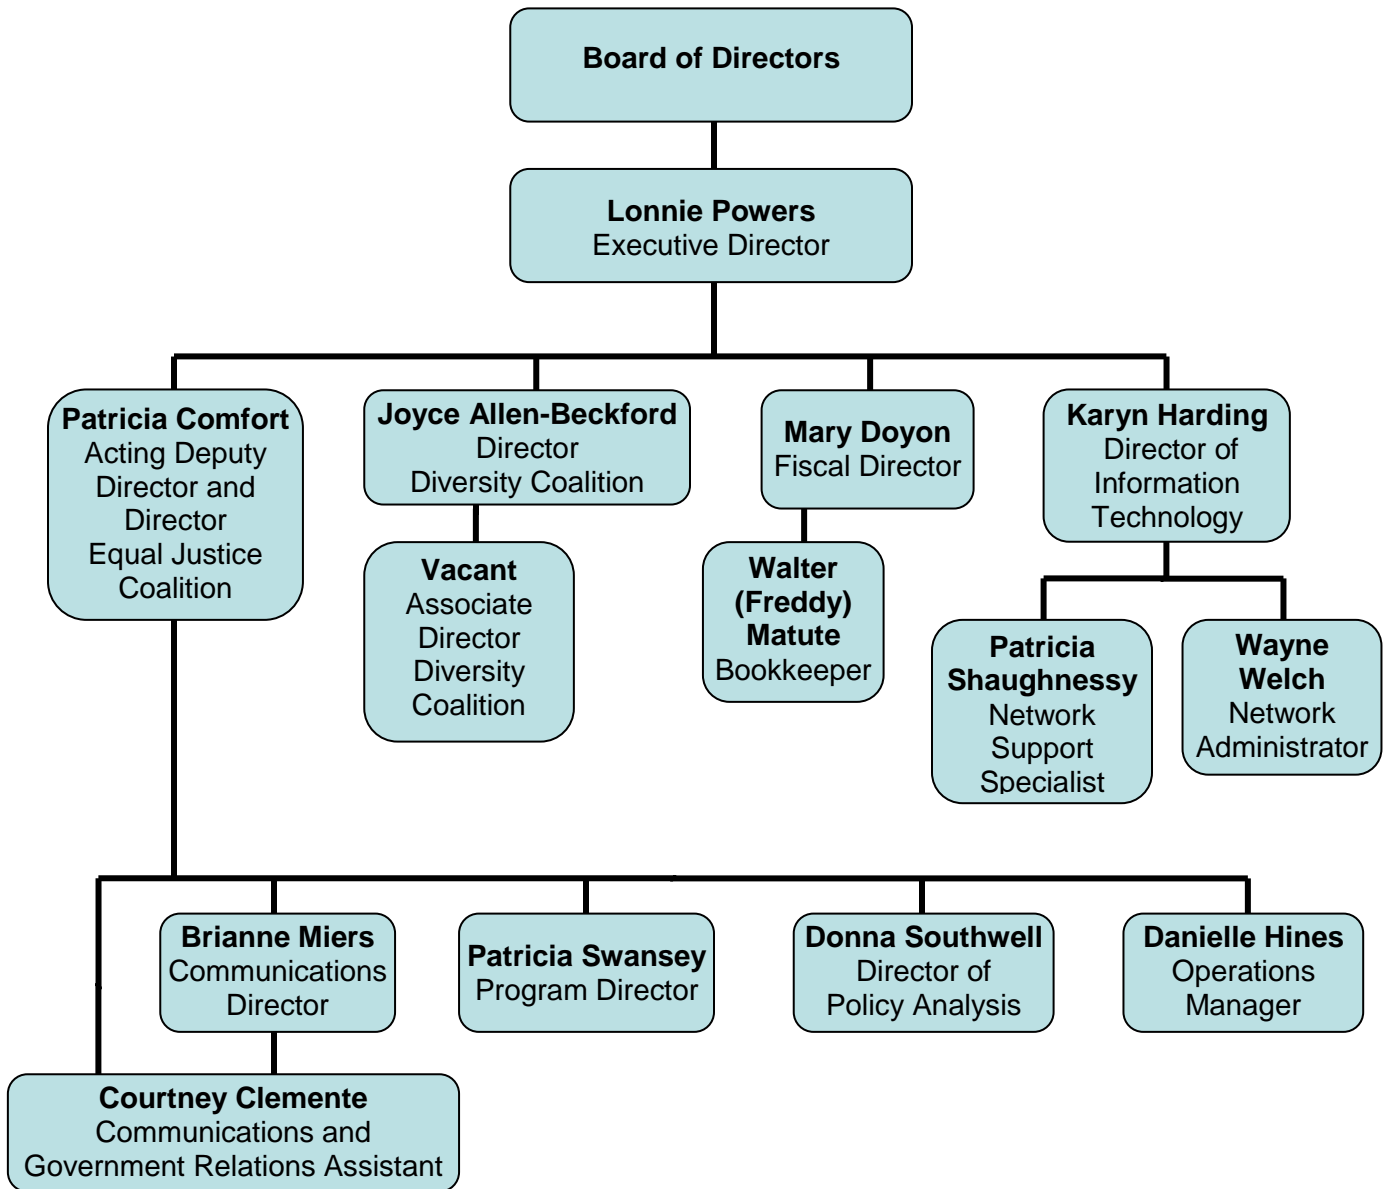 Board of Directors
Lonnie Powers
Executive Director
Patricia Comfort
Acting Deputy
Director and
Director
Equal Justice
Coalition
Joyce Allen-Beckford
Director
Diversity Coalition
Mary Doyon
Fiscal Director
Karyn Harding
Director of
Information
Technology
Vacant
Associate
Director
Diversity
Coalition
Walter
(Freddy)
Matute
Bookkeeper
Patricia
Shaughnessy
Network
Support
Specialist
Wayne
Welch
Network
Administrator
Brianne Miers
Communications
Director
Patricia Swansey
Program Director
Donna Southwell
Director of
Policy Analysis
Danielle Hines
Operations
Manager
Courtney Clemente
Communications and
Government Relations Assistant